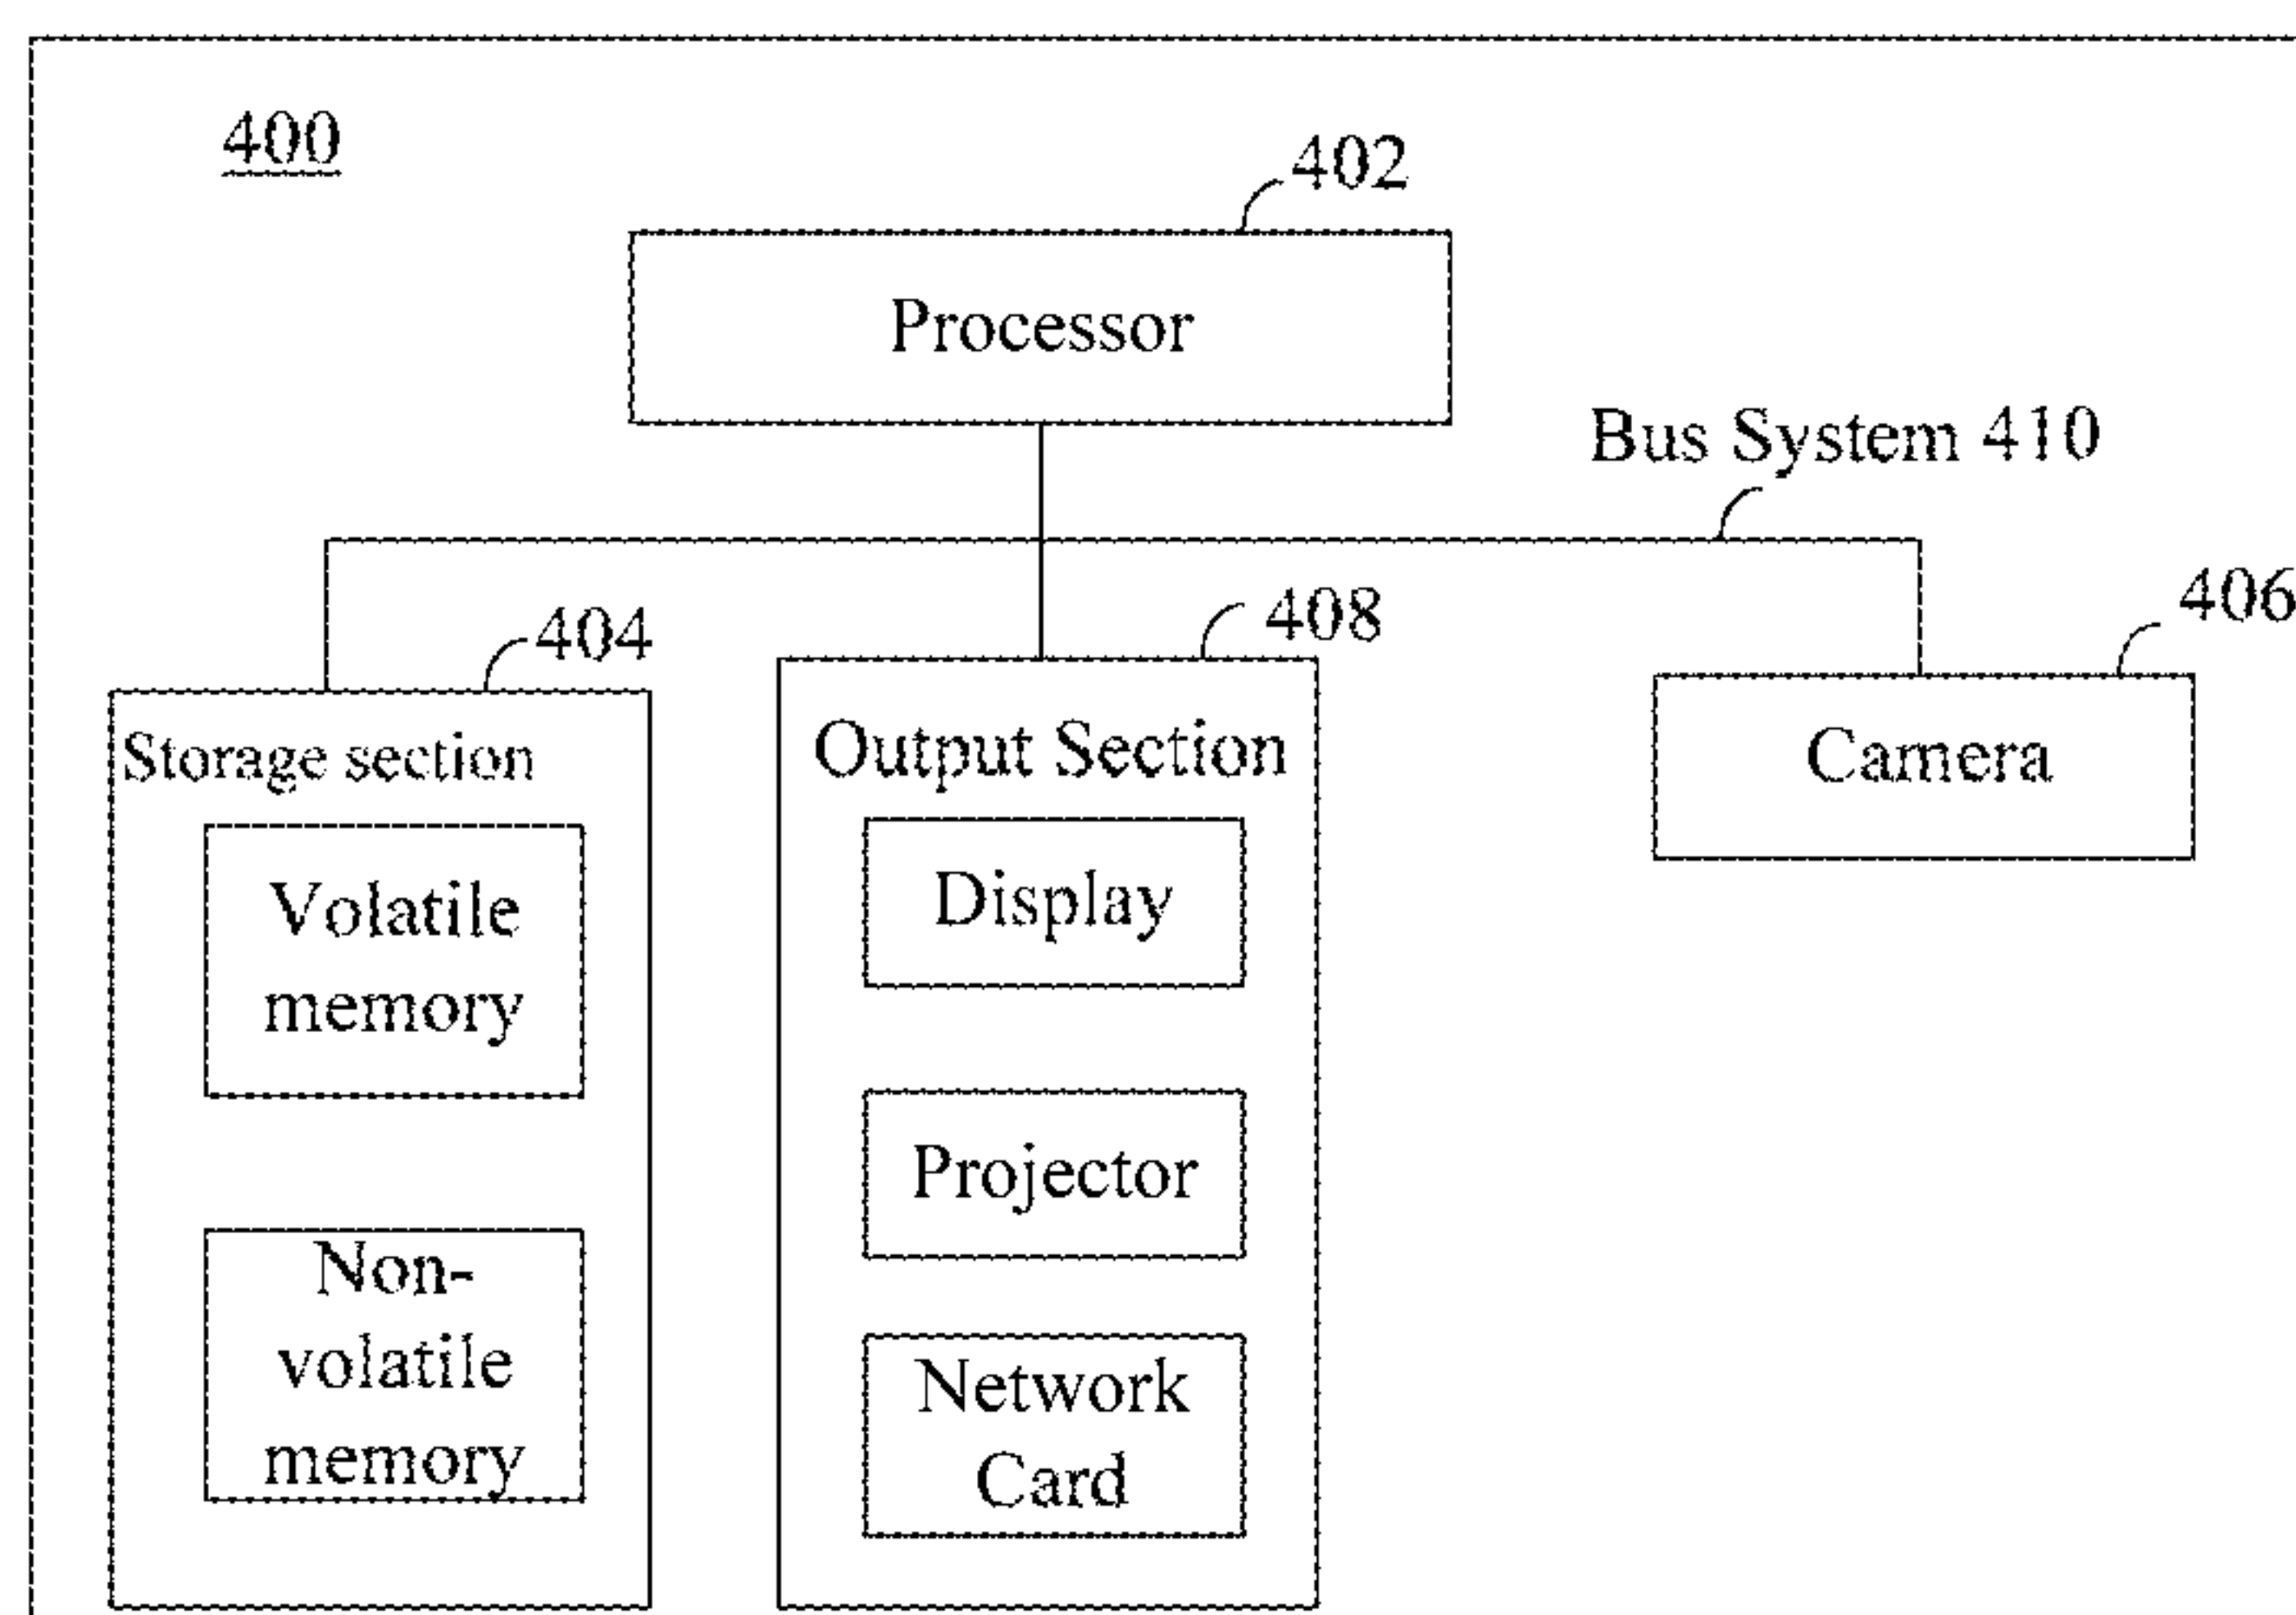 400
402
Processor
Bus System 410
406
404
408
Storage section
Output Section
Camera
Volatile
memory
Display
Projector
Non-
volatile
memory
Network
Card